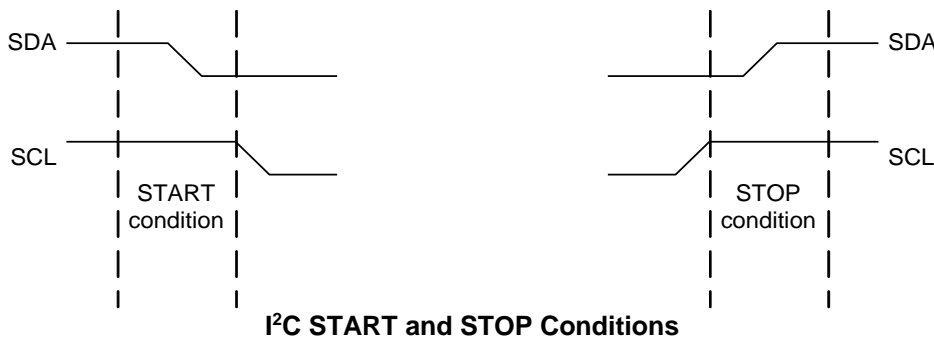 SDA
SDA
SCL
SCL
START
condition
STOP
condition
I²C START and STOP Conditions